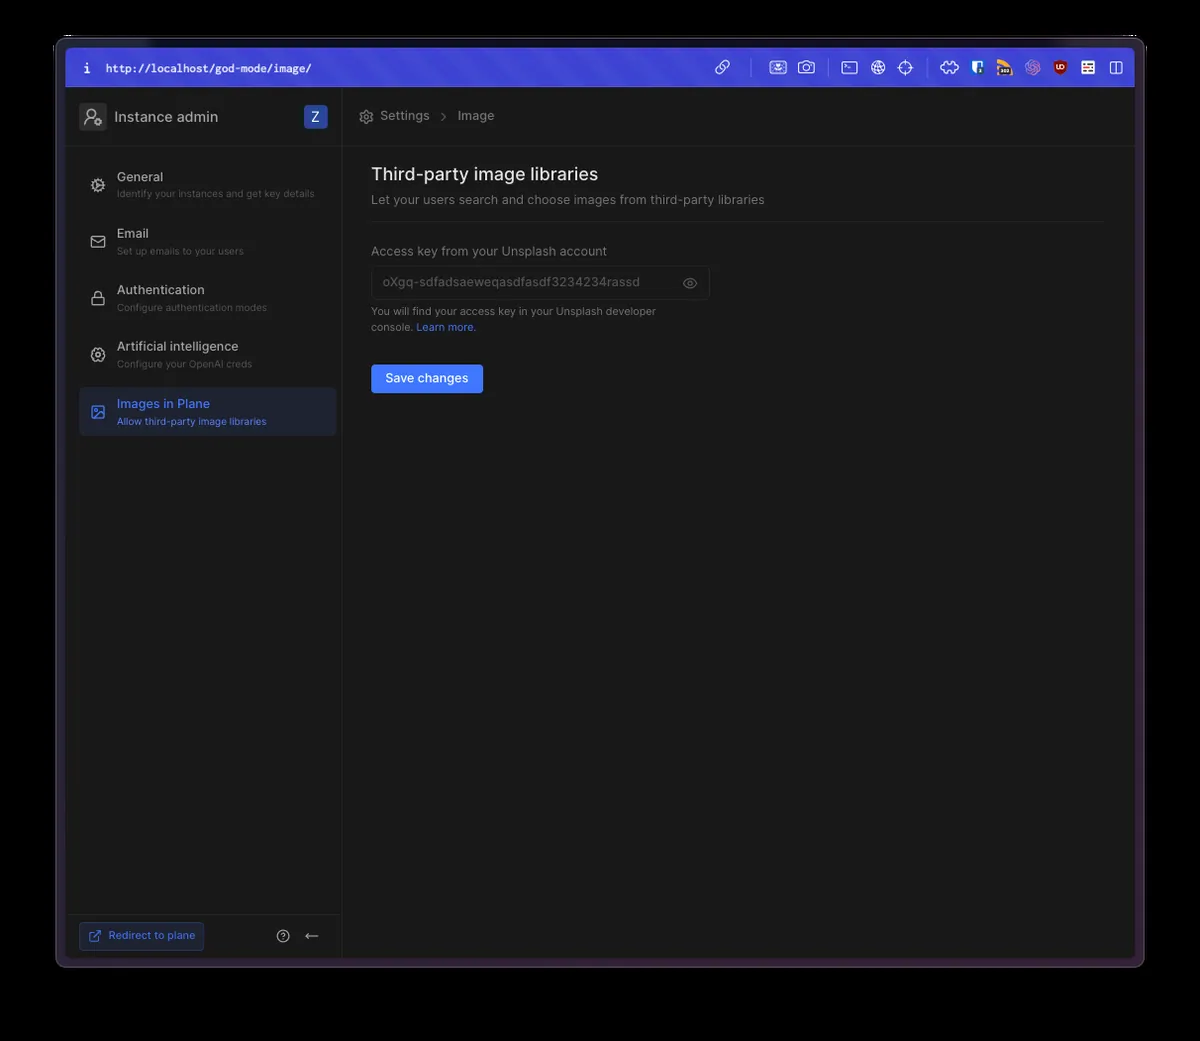 i http://localhost/god-mode/image/
Instance admin
Z
Settings > Image
General
Identify your instances and get key details
Email
Set up emails to your users
Authentication
Configure authentication modes
Artificial intelligence
Configure your OpenAI creds
Images in Plane
Allow third-party image libraries
Third-party image libraries
Let your users search and choose images from third-party libraries
Access key from your Unsplash account
oXgq-sdfadsaeweqasdfasdf3234234rassd
You will find your access key in your Unsplash developer
console. Learn more.
Save changes
Redirect to plane